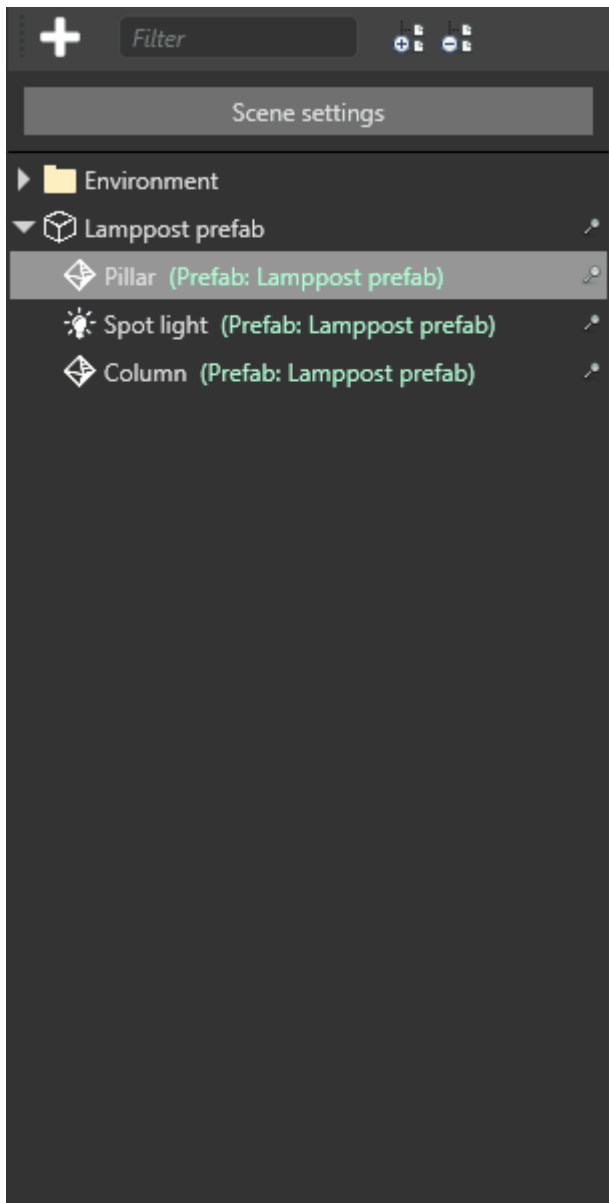 Filter
Scene settings
Environment
Lamppost prefab
Pillar (Prefab: Lamppost prefab)
Spot light (Prefab: Lamppost prefab)
Column (Prefab: Lamppost prefab)